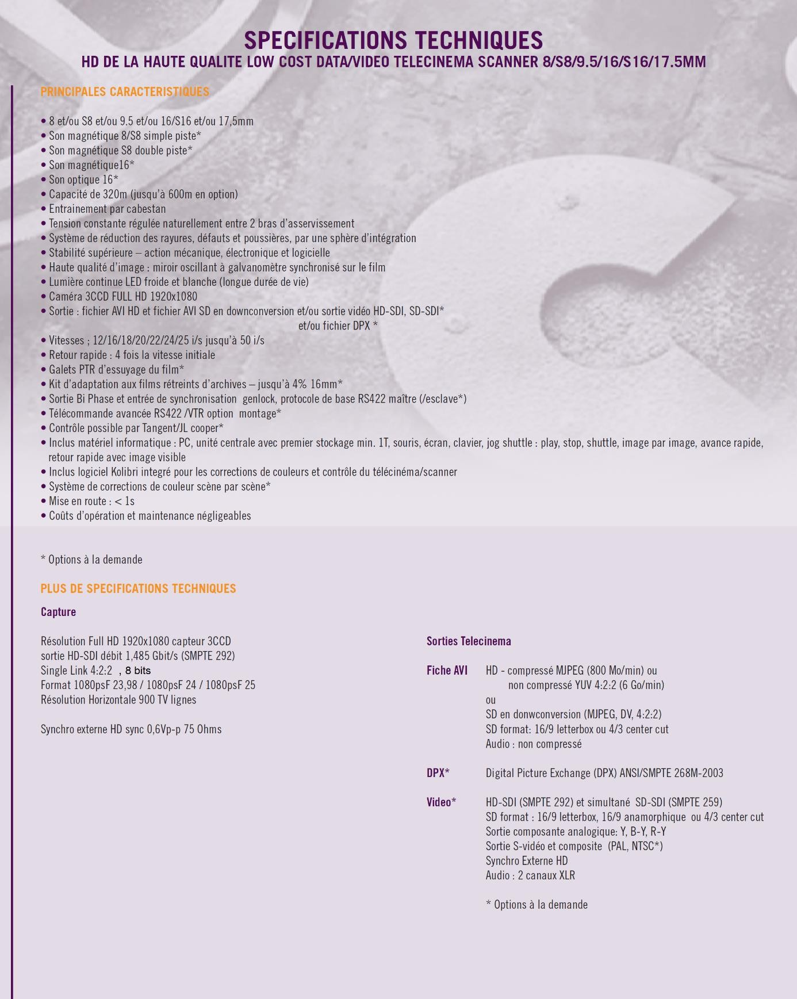 SPECIFICATIONS TECHNIQUES
HD DE LA HAUTE QUALITE LOW COST DATA/VIDEO TELECINEMA SCANNER 8/S8/9.5/16/S16/17.5MM
PRINCIPALES CARACTERISTIQUES
• 8 et/ou S8 et/ou 9.5 et/ou 16/S16 et/ou 17,5mm
• Son magnétique 8/S8 simple piste*
• Son magnétique S8 double piste*
• Son magnétique16*
• Son optique 16*
• Capacité de 320m (jusqu'à 600m en option)
• Entrainement par cabestan
• Tension constante régulée naturellement entre 2 bras d'asservissement
• Système de réduction des rayures, défauts et poussières, par une sphère d'intégration
• Stabilité supérieure – action mécanique, électronique et logicielle
• Haute qualité d'image : miroir oscillant à galvanomètre synchronisé sur le film
• Lumière continue LED froide et blanche (longue durée de vie)
• Caméra 3CCD FULL HD 1920x1080
• Sortie : fichier AVI HD et fichier AVI SD en downconversion et/ou sortie vidéo HD-SDI, SD-SDI*
et/ou fichier DPX *
• Vitesses ; 12/16/18/20/22/24/25 i/s jusqu'à 50 i/s
• Retour rapide : 4 fois la vitesse initiale
• Galets PTR d'essuyage du film*
• Kit d'adaptation aux films rétreints d'archives – jusqu'à 4% 16mm*
• Sortie Bi Phase et entrée de synchronisation genlock, protocole de base RS422 maître (/esclave*)
• Télécommande avancée RS422 /VTR option montage*
• Contrôle possible par Tangent/JL cooper*
• Inclus matériel informatique : PC, unité centrale avec premier stockage min. 1T, souris, écran, clavier, jog shuttle : play, stop, shuttle, image par image, avance rapide,
retour rapide avec image visible
• Inclus logiciel Kolibri integré pour les corrections de couleurs et contrôle du télécinéma/scanner
• Système de corrections de couleur scène par scène*
• Mise en route : < 1s
• Coûts d'opération et maintenance négligeables
* Options à la demande
PLUS DE SPECIFICATIONS TECHNIQUES
Capture
Résolution Full HD 1920x1080 capteur 3CCD
sortie HD-SDI débit 1,485 Gbit/s (SMPTE 292)
Single Link 4:2:2 , 8 bits
Format 1080psF 23,98 / 1080psF 24 / 1080psF 25
Résolution Horizontale 900 TV lignes
Synchro externe HD sync 0,6Vp-p 75 Ohms
Sorties Telecinema
Fiche AVI HD - compressé MJPEG (800 Mo/min) ou
non compressé YUV 4:2:2 (6 Go/min)
ou
SD en donwconversion (MJPEG, DV, 4:2:2)
SD format: 16/9 letterbox ou 4/3 center cut
Audio : non compressé
DPX* Digital Picture Exchange (DPX) ANSI/SMPTE 268M-2003
Video* HD-SDI (SMPTE 292) et simultané SD-SDI (SMPTE 259)
SD format : 16/9 letterbox, 16/9 anamorphique ou 4/3 center cut
Sortie composante analogique: Y, B-Y, R-Y
Sortie S-vidéo et composite (PAL, NTSC*)
Synchro Externe HD
Audio : 2 canaux XLR
* Options à la demande